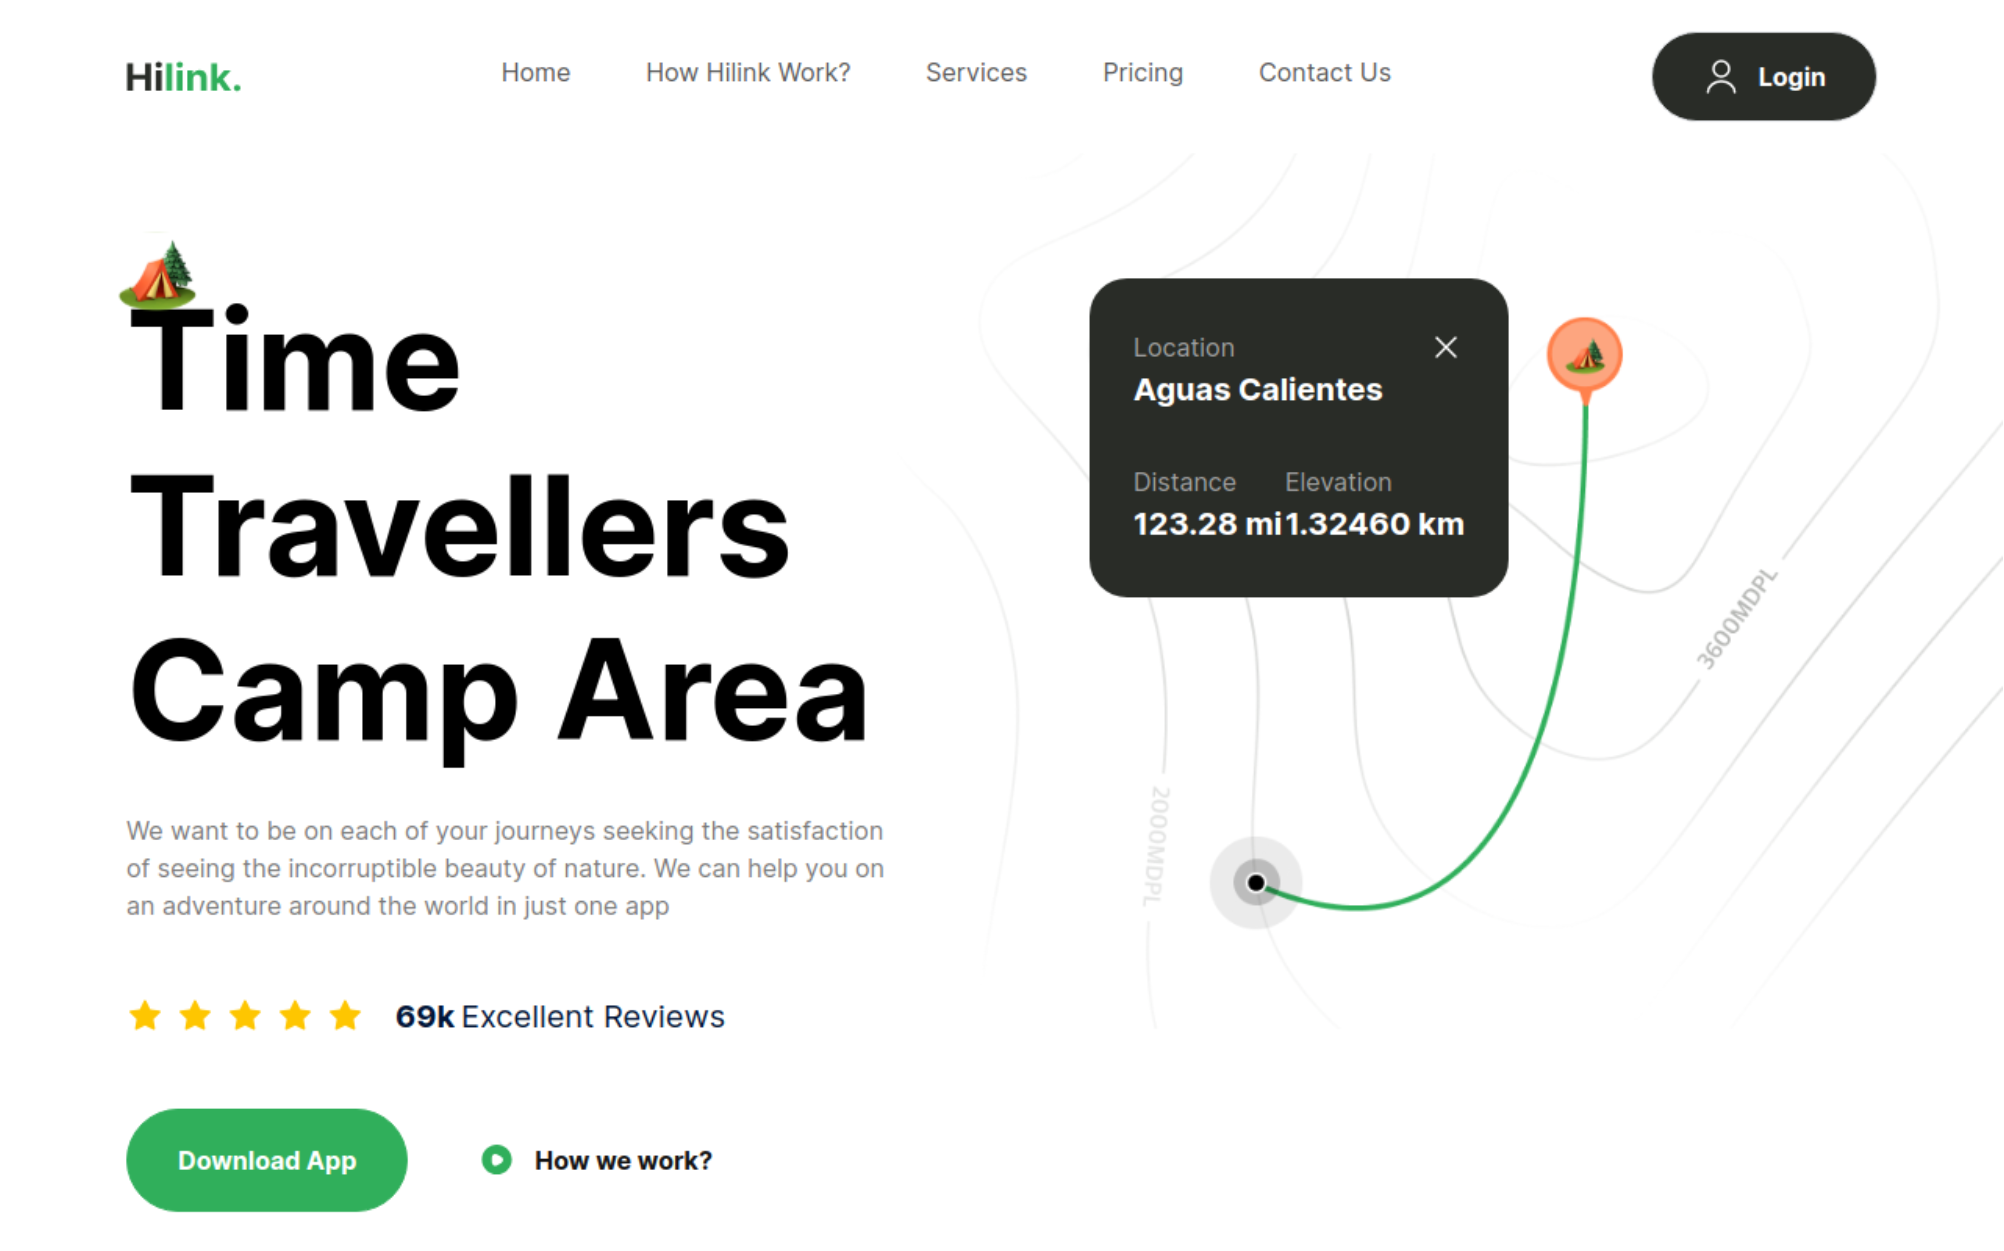 Hilink.
Home
How Hilink Work?
Services
Pricing
Contact Us
Login
Time
Travellers
Camp Area
We want to be on each of your journeys seeking the satisfaction
of seeing the incorruptible beauty of nature. We can help you on
an adventure around the world in just one app
69k Excellent Reviews
Download App
How we work?
Location
Aguas Calientes
Distance
123.28 mi
Elevation
1.32460 km
3600MDPL
2000MDPL